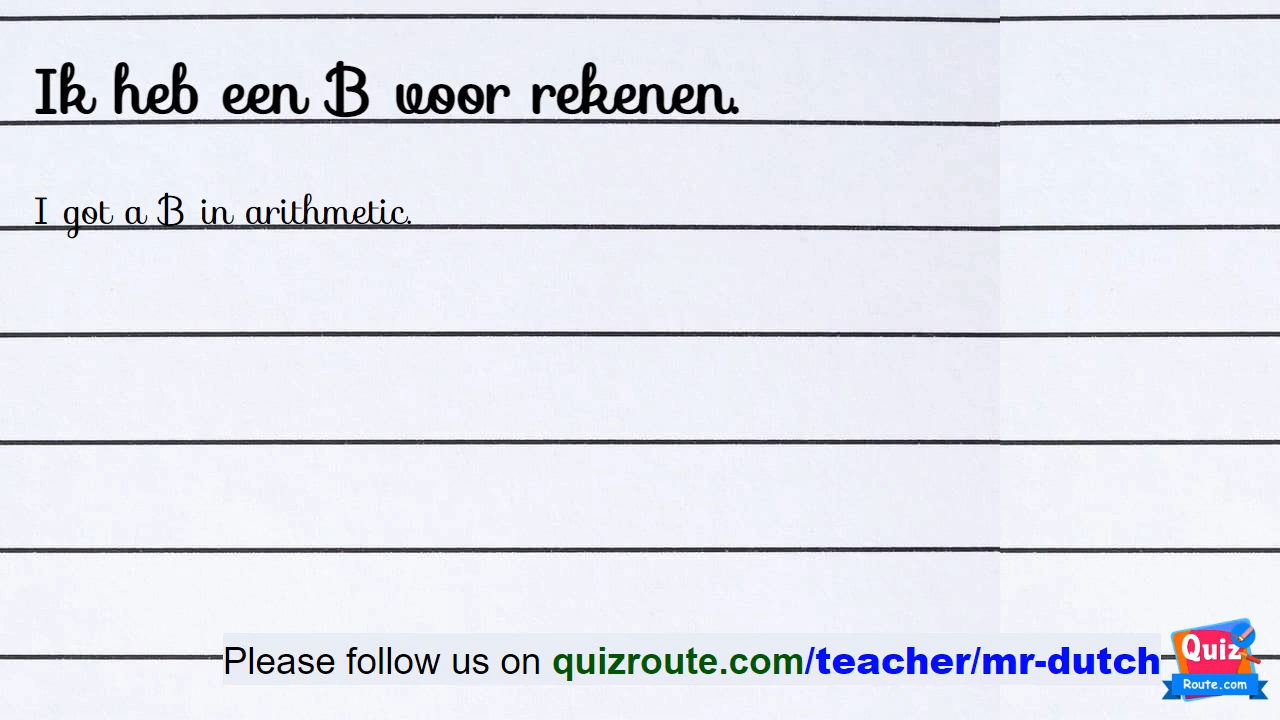 Ik heb een B voor rekenen.
I got a B in arithmetic.
Please follow us on quizroute.com/teacher/mr-dutch
Quiz
Route.com